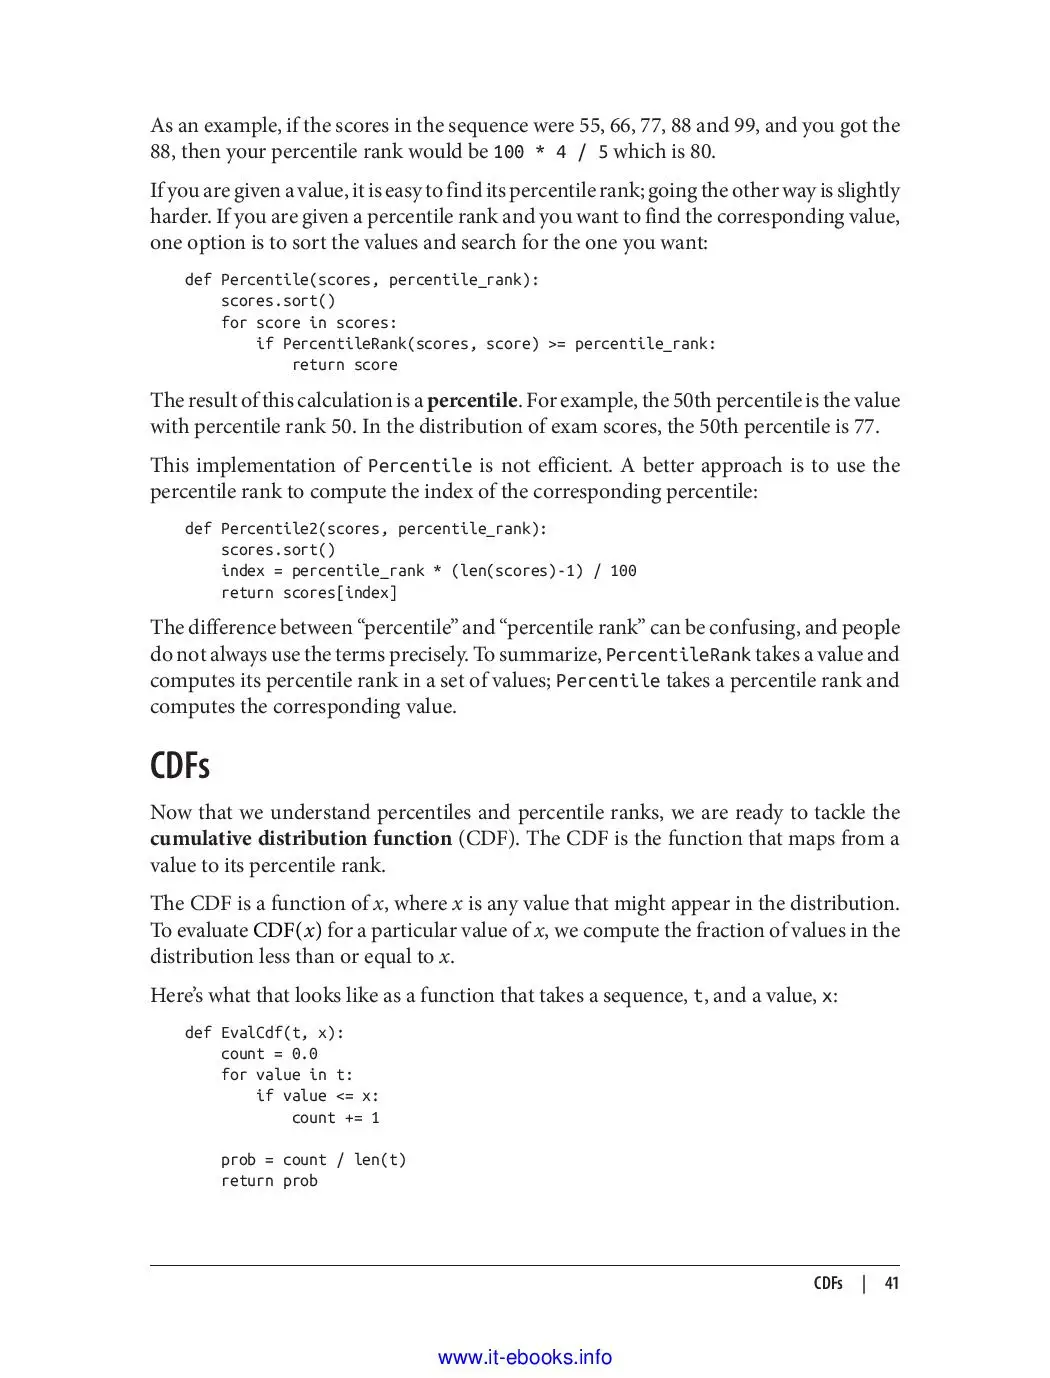 As an example, if the scores in the sequence were 55, 66, 77, 88 and 99, and you got the
88, then your percentile rank would be 100 * 4 / 5 which is 80.
If you are given a value, it is easy to find its percentile rank; going the other way is slightly
harder. If you are given a percentile rank and you want to find the corresponding value,
one option is to sort the values and search for the one you want:
def Percentile(scores, percentile_rank):
    scores.sort()
    for score in scores:
        if PercentileRank(scores, score) >= percentile_rank:
            return score
The result of this calculation is a percentile. For example, the 50th percentile is the value
with percentile rank 50. In the distribution of exam scores, the 50th percentile is 77.
This implementation of Percentile is not efficient. A better approach is to use the
percentile rank to compute the index of the corresponding percentile:
def Percentile2(scores, percentile_rank):
    scores.sort()
    index = percentile_rank * (len(scores)-1) / 100
    return scores[index]
The difference between “percentile” and “percentile rank” can be confusing, and people
do not always use the terms precisely. To summarize, PercentileRank takes a value and
computes its percentile rank in a set of values; Percentile takes a percentile rank and
computes the corresponding value.
CDFs
Now that we understand percentiles and percentile ranks, we are ready to tackle the
cumulative distribution function (CDF). The CDF is the function that maps from a
value to its percentile rank.
The CDF is a function of x, where x is any value that might appear in the distribution.
To evaluate CDF(x) for a particular value of x, we compute the fraction of values in the
distribution less than or equal to x.
Here’s what that looks like as a function that takes a sequence, t, and a value, x:
def EvalCdf(t, x):
    count = 0.0
    for value in t:
        if value <= x:
            count += 1
    prob = count / len(t)
    return prob
CDFs | 41
www.it-ebooks.info